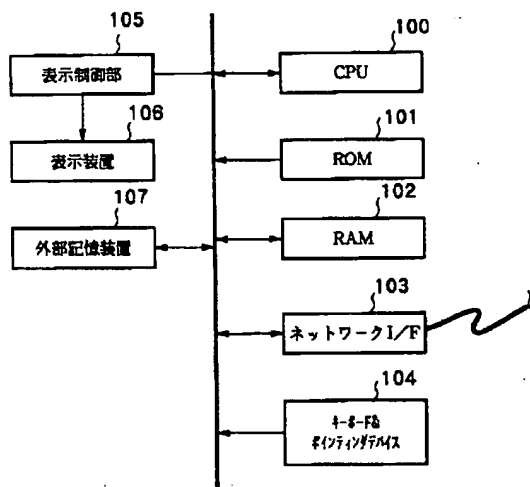 105
表示制御部
106
表示装置
107
外部記憶装置
100
CPU
101
ROM
102
RAM
103
ネットワークI/F
104
キーボード&
ポインティングデバイス